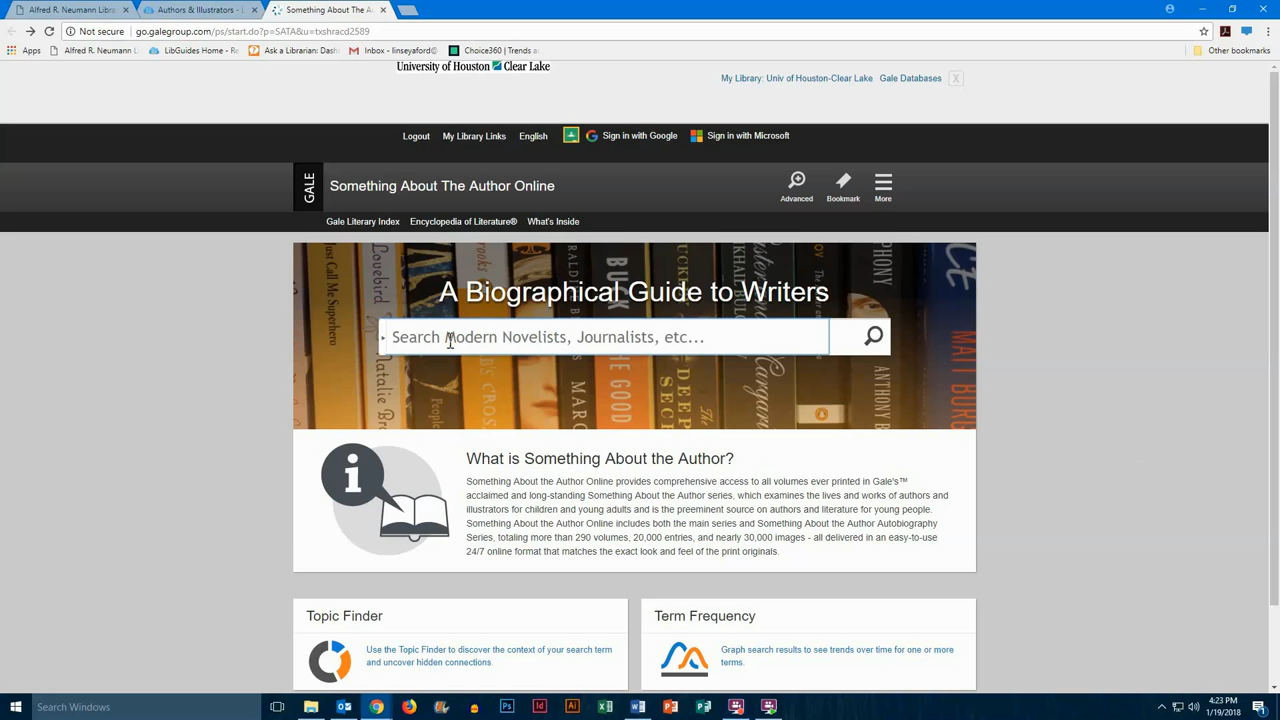 Alfred R. Neumann Libra
Authors & Illustrators -
Something About The Aut
Not secure
go.galegroup.com/ps/start.do?p=SATA&u=txshracd2589
Apps
Alfred R. Neumann L
LibGuides Home - Re
Ask a Librarian: Dash
Inbox - linseyaford@
Choice360 | Trends a
Other bookmarks
University of Houston Clear Lake
My Library: Univ of Houston-Clear Lake
Gale Databases
X
Logout
My Library Links
English
Sign in with Google
Sign in with Microsoft
GALE
Something About The Author Online
Advanced
Bookmark
More
Gale Literary Index
Encyclopedia of Literature®
What's Inside
A Biographical Guide to Writers
Search Modern Novelists, Journalists, etc...
What is Something About the Author?
Something About the Author Online provides comprehensive access to all volumes ever printed in Gale's™
acclaimed and long-standing Something About the Author series, which examines the lives and works of authors and
illustrators for children and young adults and is the preeminent source on authors and literature for young people.
Something About the Author Online includes both the main series and Something About the Author Autobiography
Series, totaling more than 290 volumes, 20,000 entries, and nearly 30,000 images - all delivered in an easy-to-use
24/7 online format that matches the exact look and feel of the print originals.
Topic Finder
Use the Topic Finder to discover the context of your search term
and uncover hidden connections.
Term Frequency
Graph search results to see trends over time for one or more
terms.
Search Windows
4:23 PM
1/19/2018